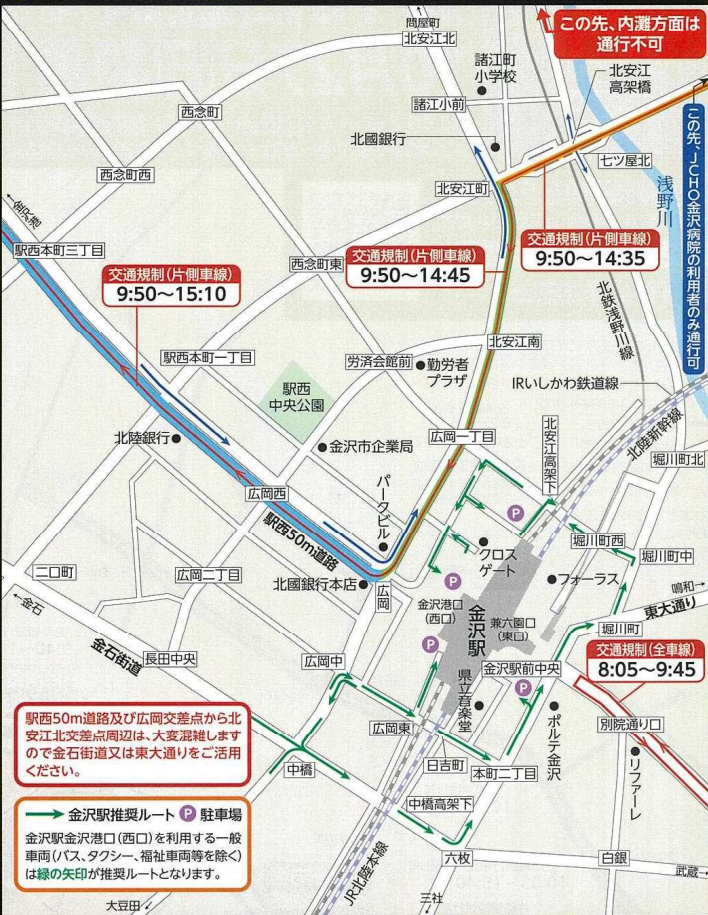 この先、内灘方面は
通行不可
問屋町
北安江北
諸江町
小学校
北安江
高架橋
西念町
諸江小前
北國銀行
七ツ屋北
この先、JCHO金沢病院の利用者のみ通行可
西念町西
北安江町
浅野川
←金沢港
駅西本町三丁目
交通規制(片側車線)
9:50〜15:10
西念町東
交通規制(片側車線)
9:50〜14:45
交通規制(片側車線)
9:50〜14:35
北鉄浅野川線
北安江南
駅西本町一丁目
労済会館前
勤労者
プラザ
駅西
中央公園
IRいしかわ鉄道線
北陸新幹線
北陸銀行
金沢市企業局
広岡一丁目
北安江高架下
堀川町北
パークビル
広岡西
駅西50m道路
P
クロス
ゲート
堀川町西
堀川町中
二口町
広岡二丁目
北國銀行本店
広岡
P
フォーラス
←金石
金沢港口
(西口)
金沢駅
兼六園口
(東口)
鳴和→
東大通り
堀川町
金石街道
長田中央
広岡中
P
金沢駅前中央
交通規制(全車線)
8:05〜9:45
県立音楽堂
P
広岡東
ポルテ金沢
別院通り口
駅西50m道路及び広岡交差点から北
安江北交差点周辺は、大変混雑します
ので金石街道又は東大通りをご活用
ください。
中橋
日吉町
本町二丁目
リファーレ
金沢駅推奨ルート P 駐車場
金沢駅金沢港口(西口)を利用する一般
車両(バス、タクシー、福祉車両等を除く)
は緑の矢印が推奨ルートとなります。
中橋高架下
六枚
白銀
武蔵→
JR北陸本線
三社
大豆田